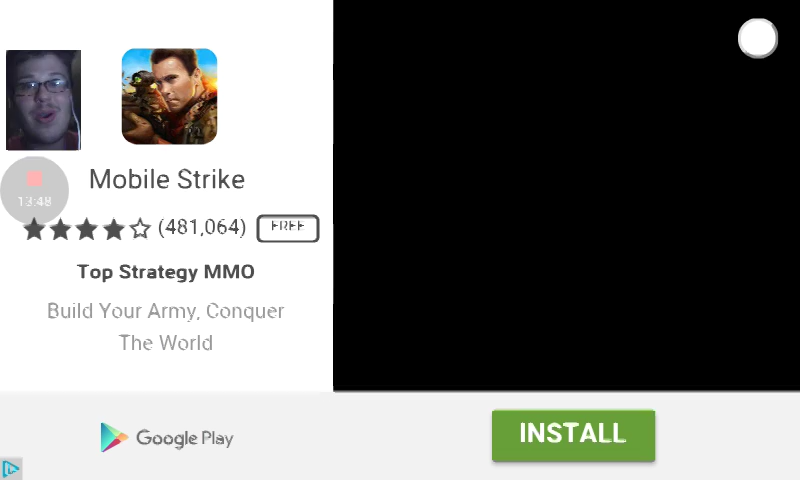 Mobile Strike
13:48
(481,064) FREE
Top Strategy MMO
Build Your Army, Conquer
The World
Google Play
INSTALL